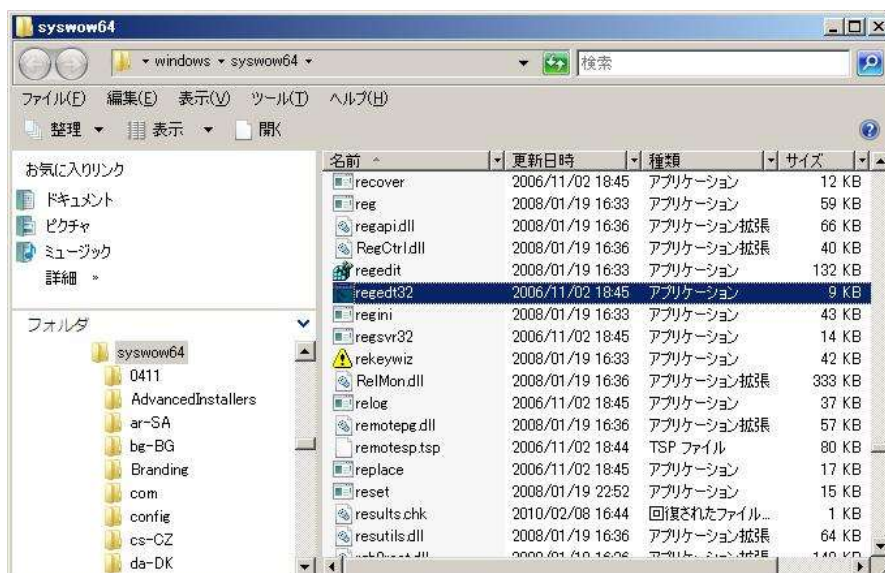 syswow64
windows syswow64 検索
ファイル(F) 編集(E) 表示(V) ツール(T) ヘルプ(H)
整理 表示 開く
お気に入りリンク
ドキュメント
ピクチャ
ミュージック
詳細 »
フォルダ
syswow64
0411
AdvancedInstallers
ar-SA
bg-BG
Branding
com
config
cs-CZ
da-DK
名前 更新日時 種類 サイズ
recover 2006/11/02 18:45 アプリケーション 12 KB
reg 2008/01/19 16:33 アプリケーション 59 KB
regapi.dll 2008/01/19 16:36 アプリケーション拡張 66 KB
RegCtrl.dll 2008/01/19 16:36 アプリケーション拡張 40 KB
regedit 2008/01/19 16:33 アプリケーション 132 KB
regedt32 2006/11/02 18:45 アプリケーション 9 KB
regini 2008/01/19 16:33 アプリケーション 43 KB
regsvr32 2006/11/02 18:45 アプリケーション 14 KB
rekeywiz 2008/01/19 16:33 アプリケーション 42 KB
RelMon.dll 2008/01/19 16:36 アプリケーション拡張 333 KB
relog 2006/11/02 18:45 アプリケーション 37 KB
remotepg.dll 2008/01/19 16:36 アプリケーション拡張 57 KB
remotesp.tsp 2006/11/02 18:44 TSP ファイル 80 KB
replace 2006/11/02 18:45 アプリケーション 17 KB
reset 2008/01/19 22:52 アプリケーション 15 KB
results.chk 2010/02/08 16:44 回復されたファイル... 1 KB
resutils.dll 2008/01/19 16:36 アプリケーション拡張 64 KB